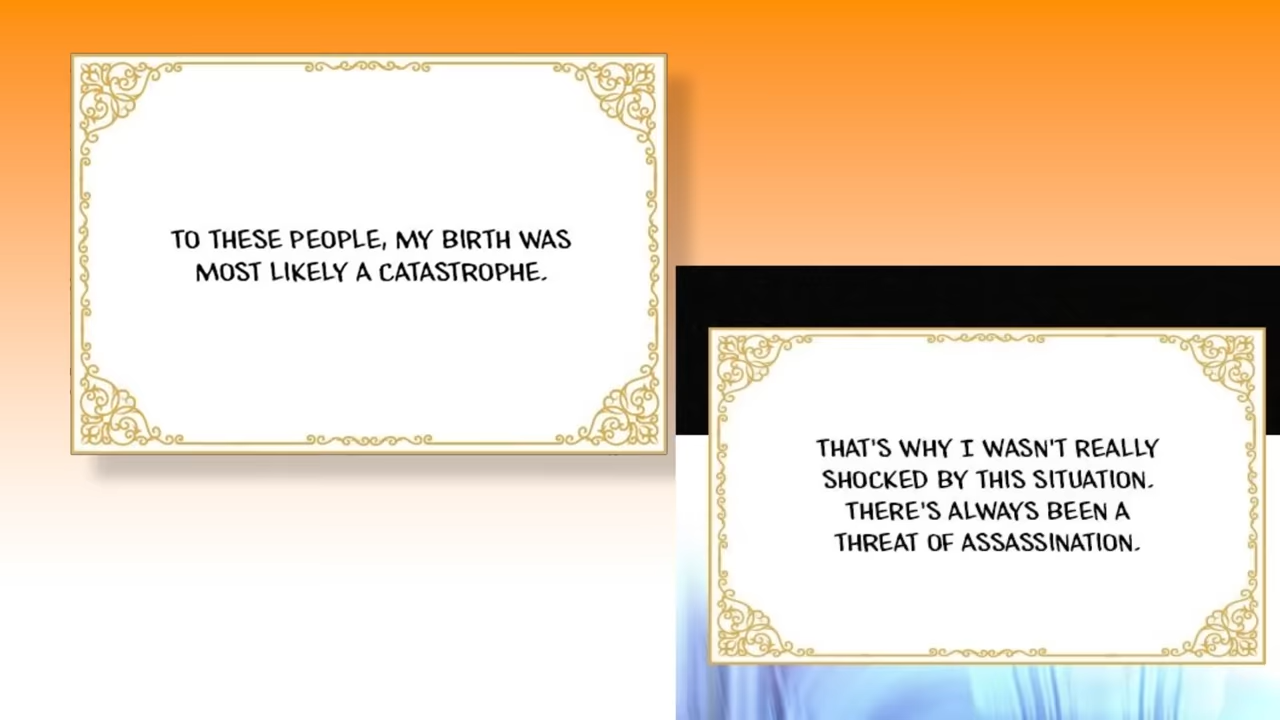 TO THESE PEOPLE, MY BIRTH WAS
MOST LIKELY A CATASTROPHE.
THAT'S WHY I WASN'T REALLY
SHOCKED BY THIS SITUATION.
THERE'S ALWAYS BEEN A
THREAT OF ASSASSINATION.